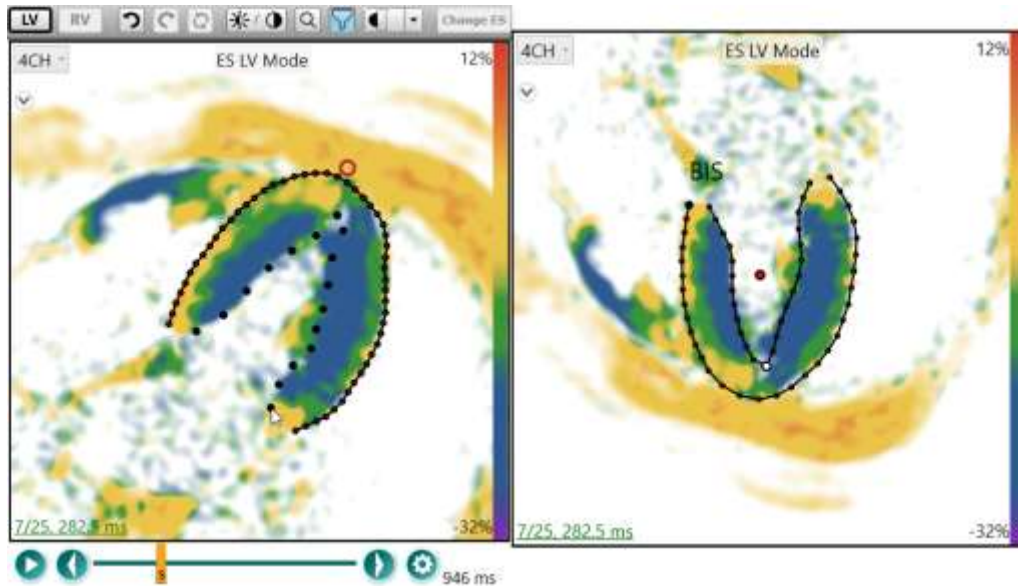 LV RV Change ES
4CH ES LV Mode 12%
7/25, 282.5 ms -32%
S
946 ms
4CH ES LV Mode 12%
BIS
7/25, 282.5 ms -32%